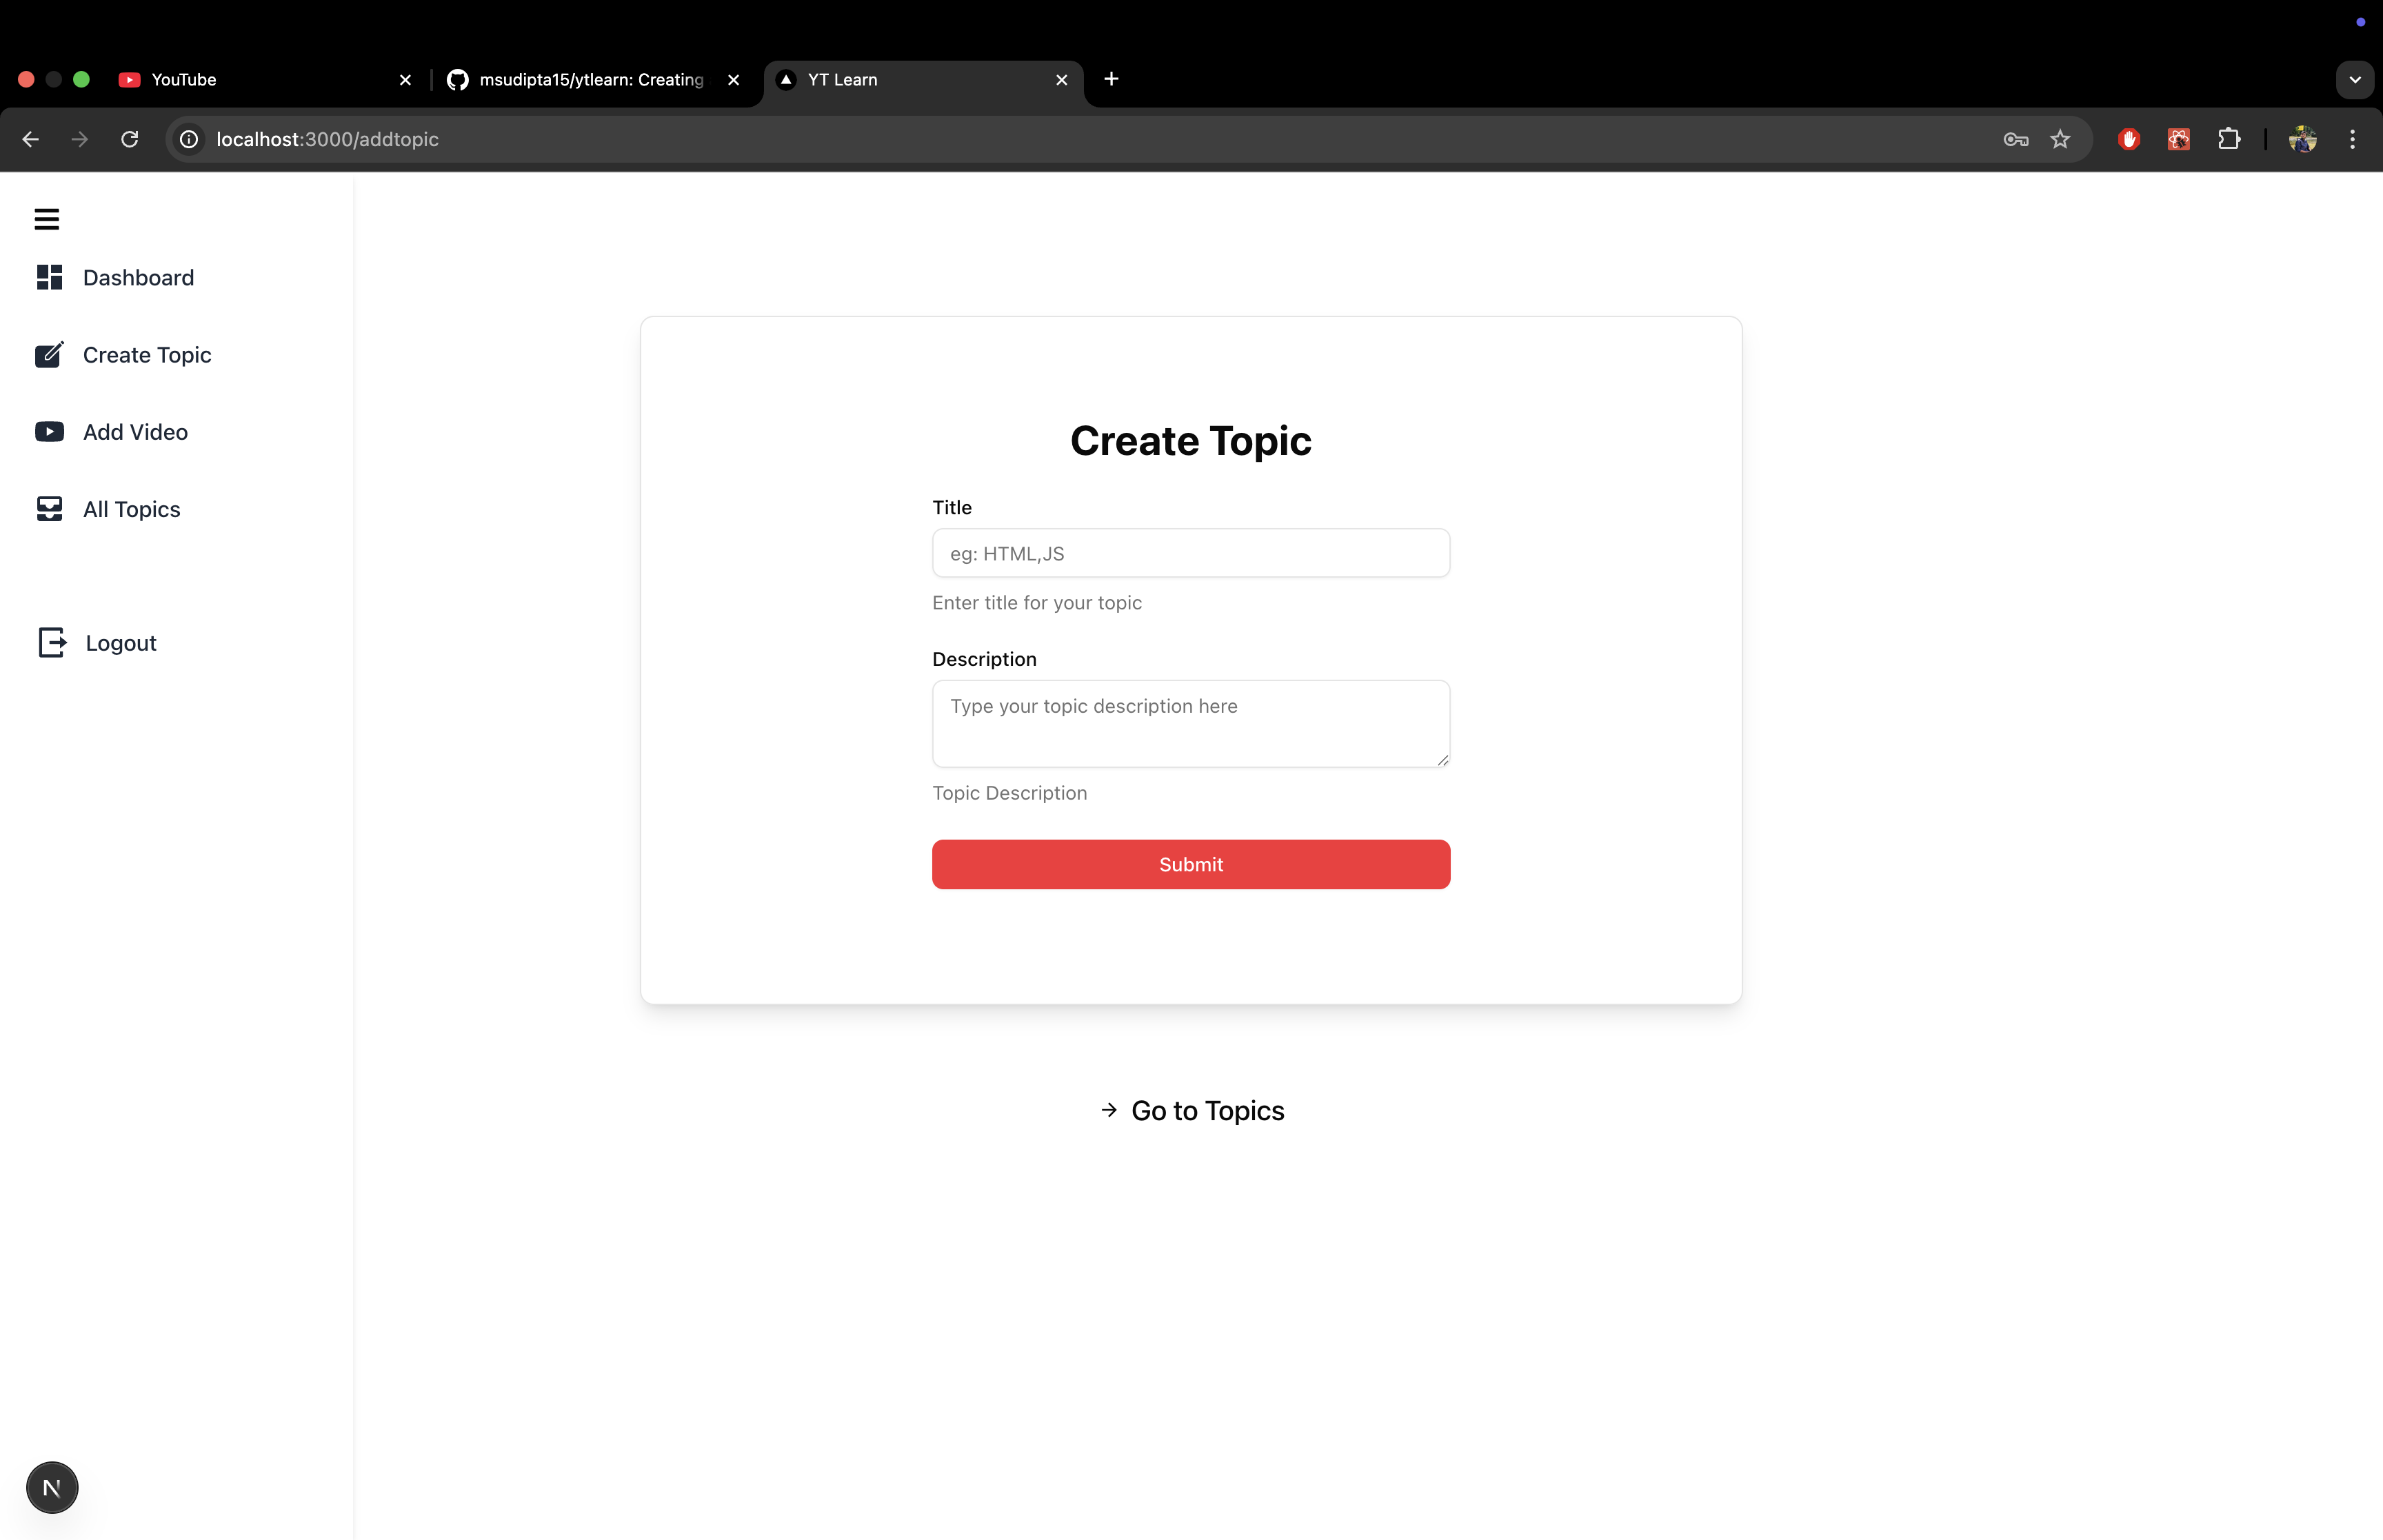 YouTube
msudipta15/ytlearn: Creating
YT Learn
localhost:3000/addtopic
Dashboard
Create Topic
Add Video
All Topics
Logout
Create Topic
Title
eg: HTML,JS
Enter title for your topic
Description
Type your topic description here
Topic Description
Submit
Go to Topics
N